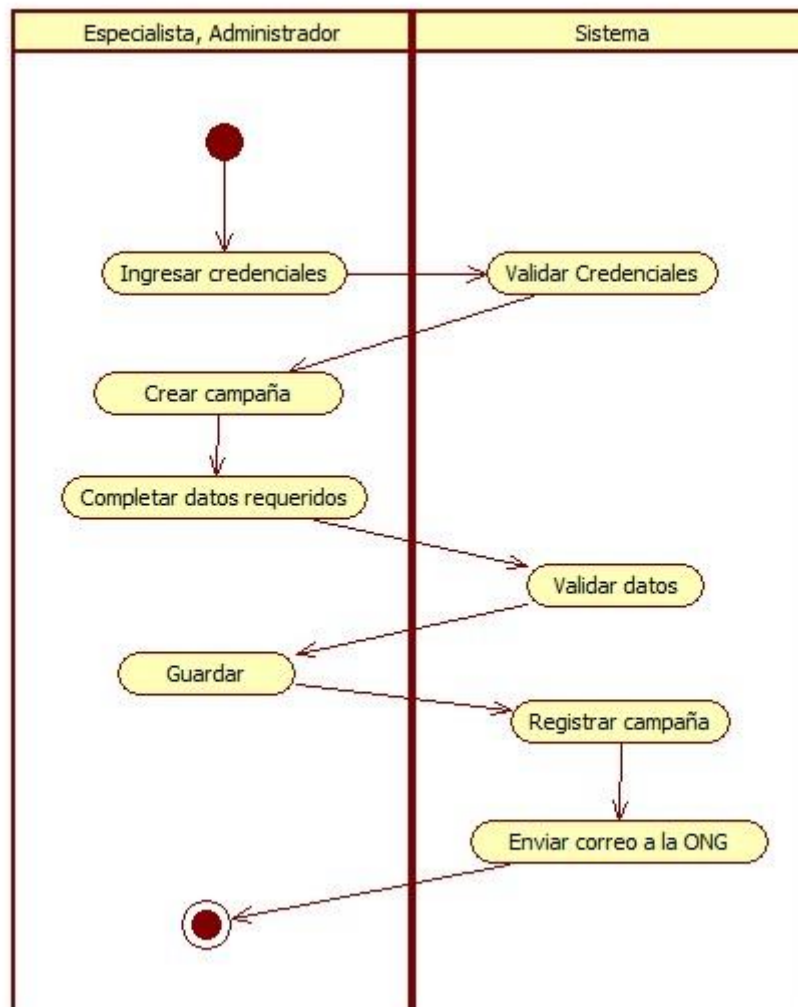 Especialista, Administrador
Sistema
Ingresar credenciales
Validar Credenciales
Crear campaña
Completar datos requeridos
Validar datos
Guardar
Registrar campaña
Enviar correo a la ONG